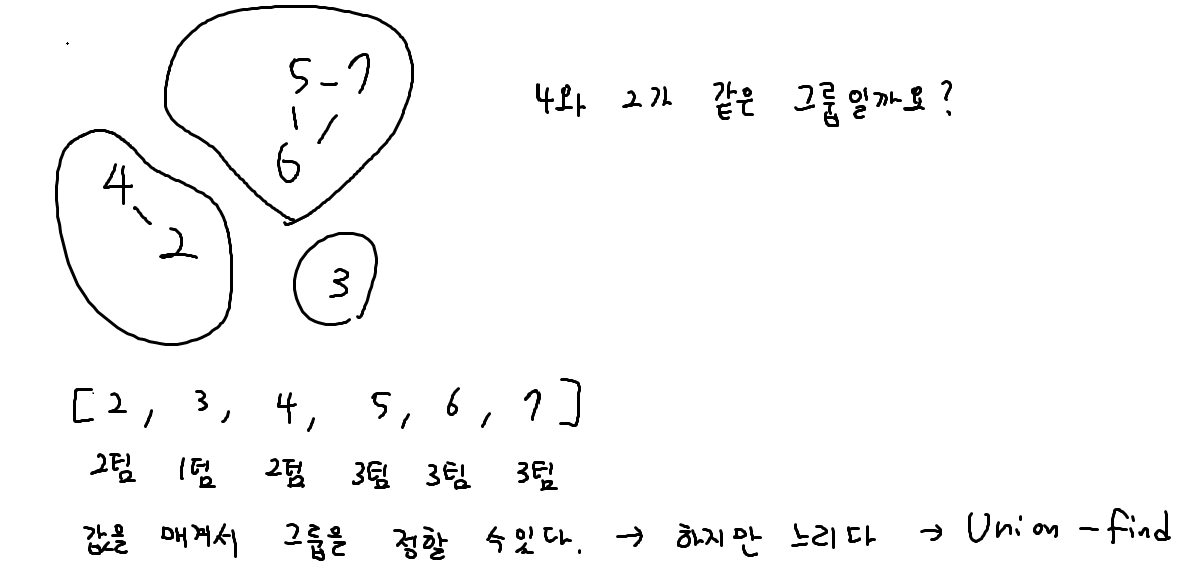 5 - 7
6
4
2
3
4와 2가 같은 그룹일까요?
[2, 3, 4, 5, 6, 7]
2팀 1팀 2팀 3팀 3팀 3팀
값을 매겨서 그룹을 정할 수있다. → 하지만 느리다 → Union-find